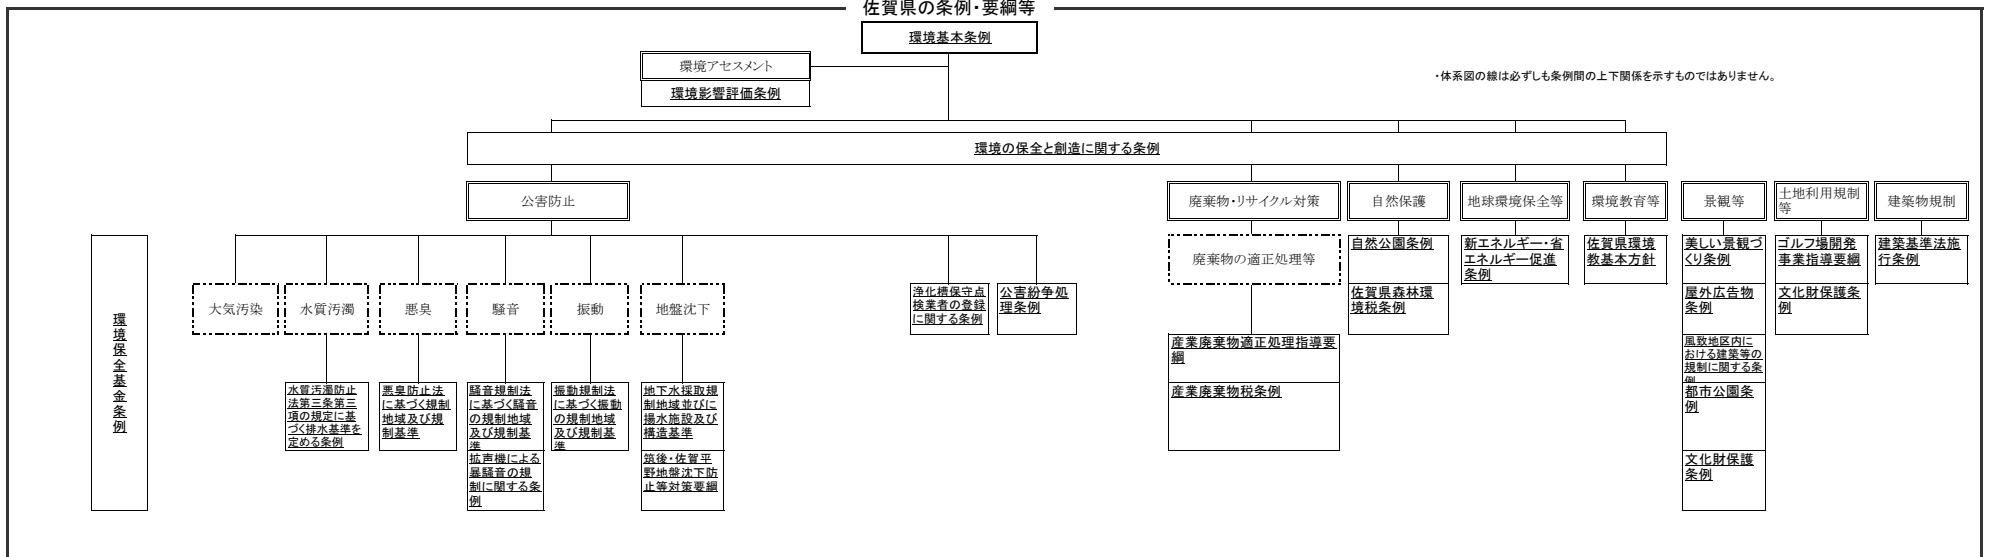 佐賀県の条例・要綱等
環境基本条例
環境アセスメント
環境影響評価条例
・体系図の線は必ずしも条例間の上下関係を示すものではありません。
環境の保全と創造に関する条例
公害防止
廃棄物・リサイクル対策
自然保護
地球環境保全等
環境教育等
景観等
土地利用規制
等
建築物規制
環境保全基金条例
大気汚染
水質汚濁
悪臭
騒音
振動
地盤沈下
浄化槽保守点
検業者の登録
に関する条例
公害紛争処
理条例
廃棄物の適正処理等
自然公園条例
佐賀県森林環
境税条例
新エネルギー・省
エネルギー促進
条例
佐賀県環境
教基本方針
美しい景観づ
くり条例
屋外広告物
条例
風致地区内に
おける建築等の
規制に関する条
例
都市公園条
例
文化財保護
条例
ゴルフ場開発
事業指導要綱
文化財保護条
例
建築基準法施
行条例
産業廃棄物適正処理指導要
綱
産業廃棄物税条例
水質汚濁防止
法第三条第三
項の規定に基
づく排水基準を
定める条例
悪臭防止法
に基づく規制
地域及び規
制基準
騒音規制法
に基づく騒音
の規制地域
及び規制基
準
拡声機による
暴騒音の規
制に関する条
例
振動規制法
に基づく振動
の規制地域
及び規制基
準
地下水採取規
制地域並びに
揚水施設及び
構造基準
筑後・佐賀平
野地盤沈下防
止等対策要綱